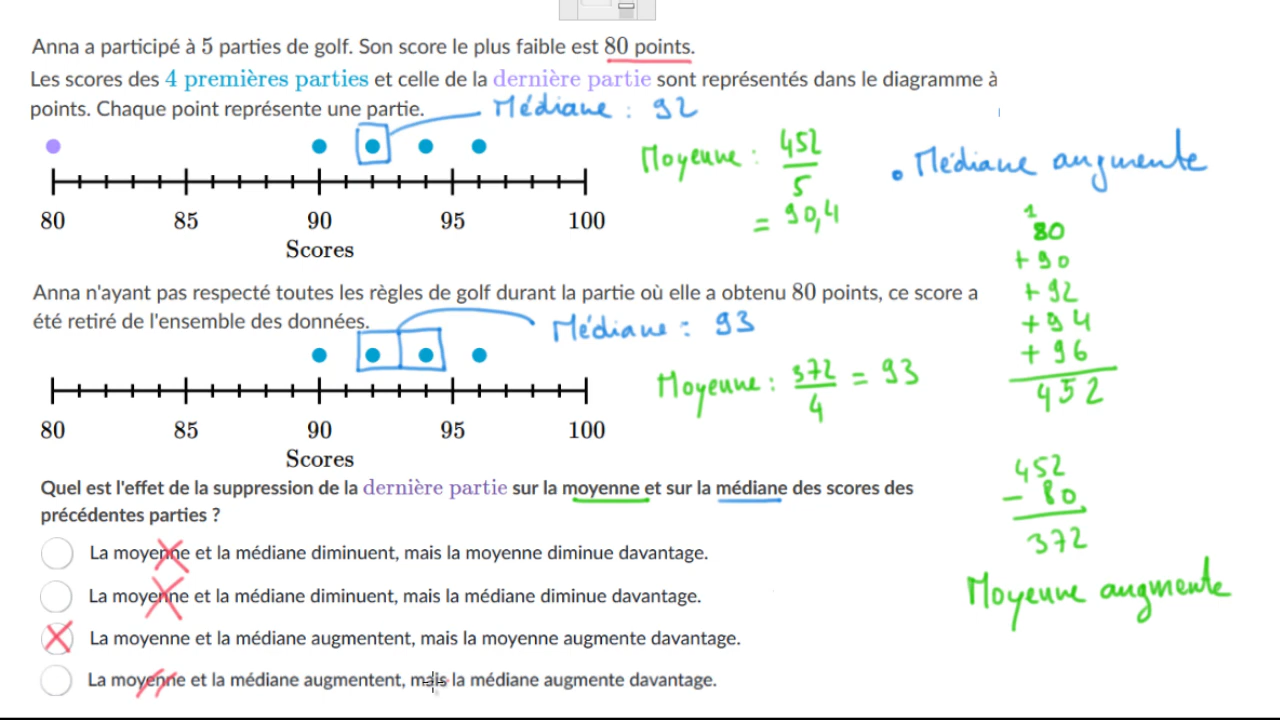 Anna a participé à 5 parties de golf. Son score le plus faible est 80 points.
Les scores des 4 premières parties et celle de la dernière partie sont représentés dans le diagramme à
points. Chaque point représente une partie.
Médiane : 92
80 85 90 95 100
Scores
Moyenne : 452
5
= 90,4
• Médiane augmente
1
80
+ 90
+ 92
+ 94
+ 96
452
Anna n'ayant pas respecté toutes les règles de golf durant la partie où elle a obtenu 80 points, ce score a
été retiré de l'ensemble des données.
Médiane : 93
80 85 90 95 100
Scores
Moyenne : 372 = 93
4
452
- 80
372
Moyenne augmente
Quel est l'effet de la suppression de la dernière partie sur la moyenne et sur la médiane des scores des
précédentes parties ?
La moyenne et la médiane diminuent, mais la moyenne diminue davantage.
La moyenne et la médiane diminuent, mais la médiane diminue davantage.
La moyenne et la médiane augmentent, mais la moyenne augmente davantage.
La moyenne et la médiane augmentent, mais la médiane augmente davantage.